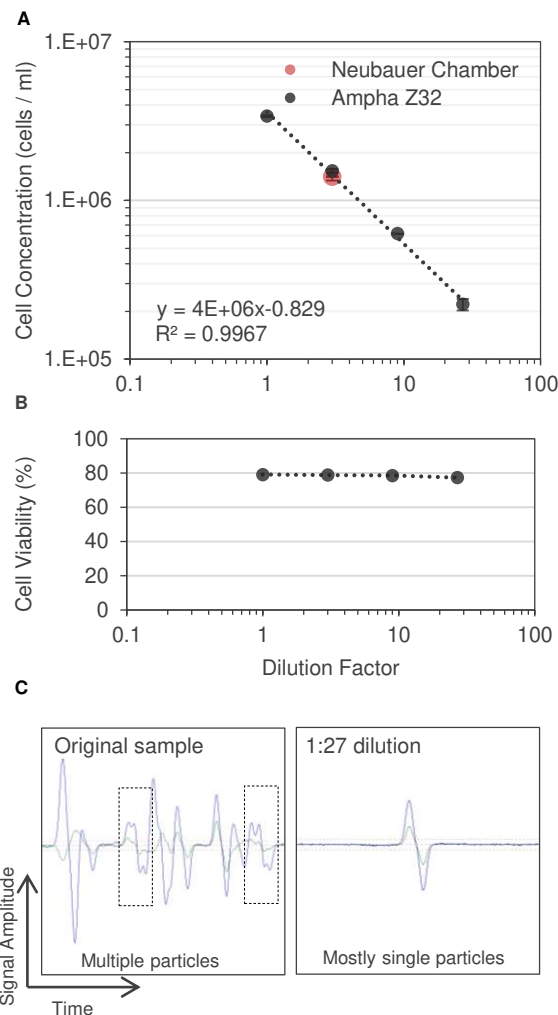 A
1.E+07
Neubauer Chamber
Ampha Z32
Cell Concentration (cells / ml)
1.E+06
y = 4E+06x-0.829
R² = 0.9967
1.E+05
0.1 1 10 100
B
100
80
60
40
20
0
Cell Viability (%)
0.1 1 10 100
Dilution Factor
C
Original sample
1:27 dilution
Signal Amplitude
Multiple particles
Mostly single particles
Time